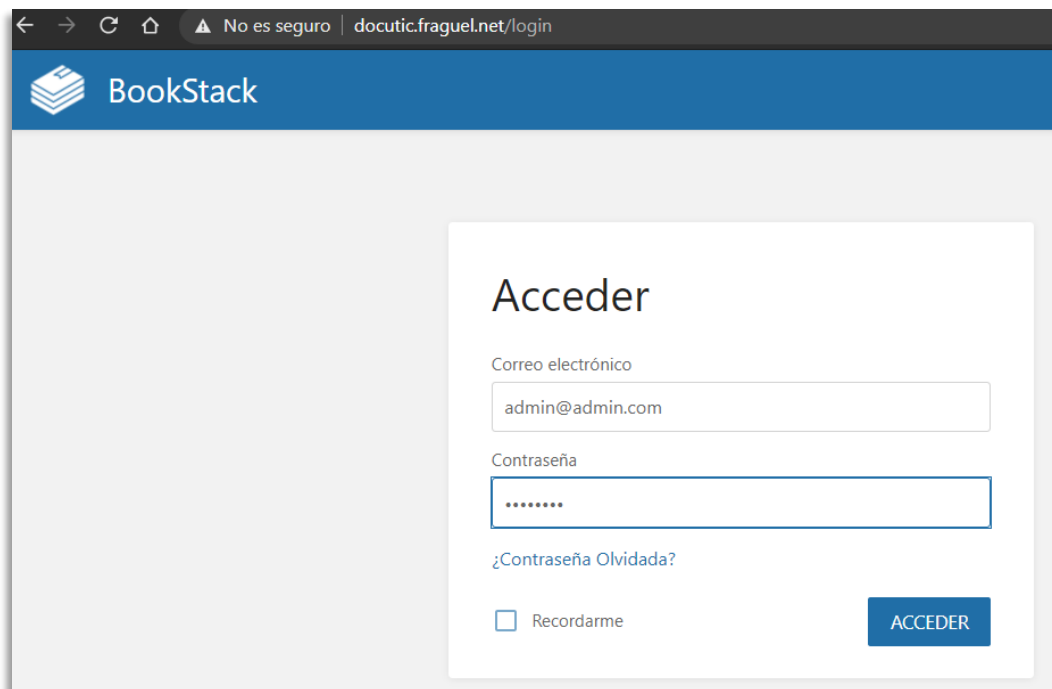 No es seguro | docutic.fraguel.net/login
BookStack
Acceder
Correo electrónico
admin@admin.com
Contraseña
••••••••
¿Contraseña Olvidada?
Recordarme
ACCEDER